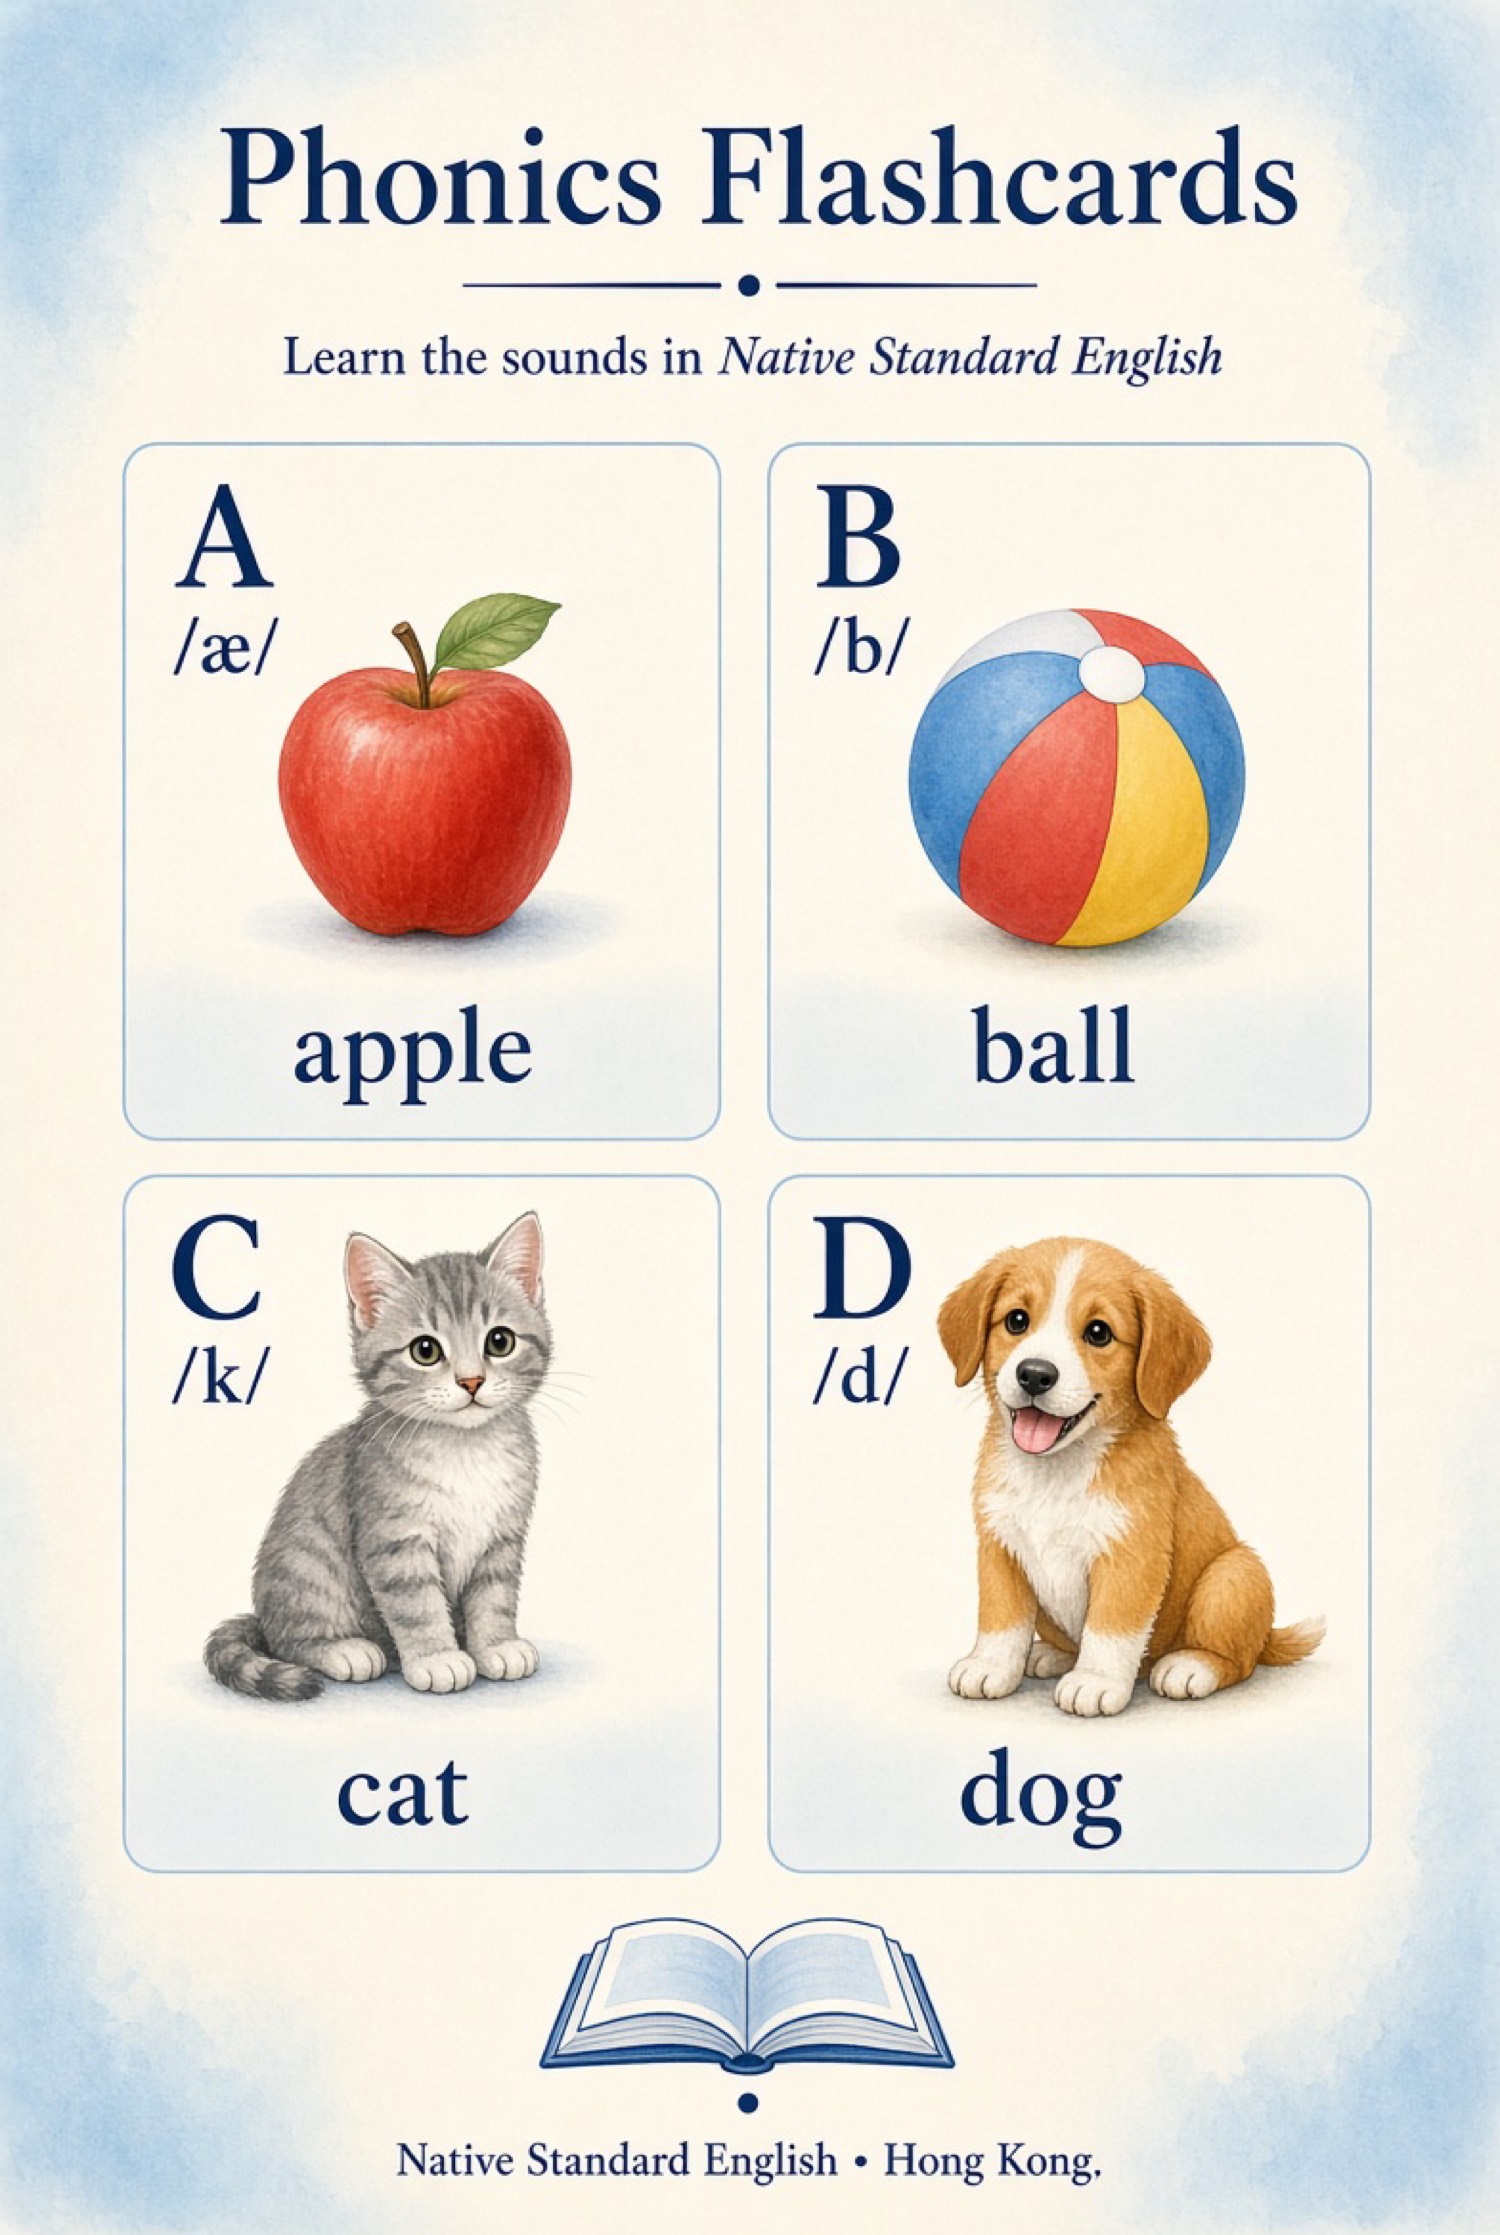 Phonics Flashcards
Learn the sounds in Native Standard English
A
/æ/
apple
B
/b/
ball
C
/k/
cat
D
/d/
dog
Native Standard English • Hong Kong.